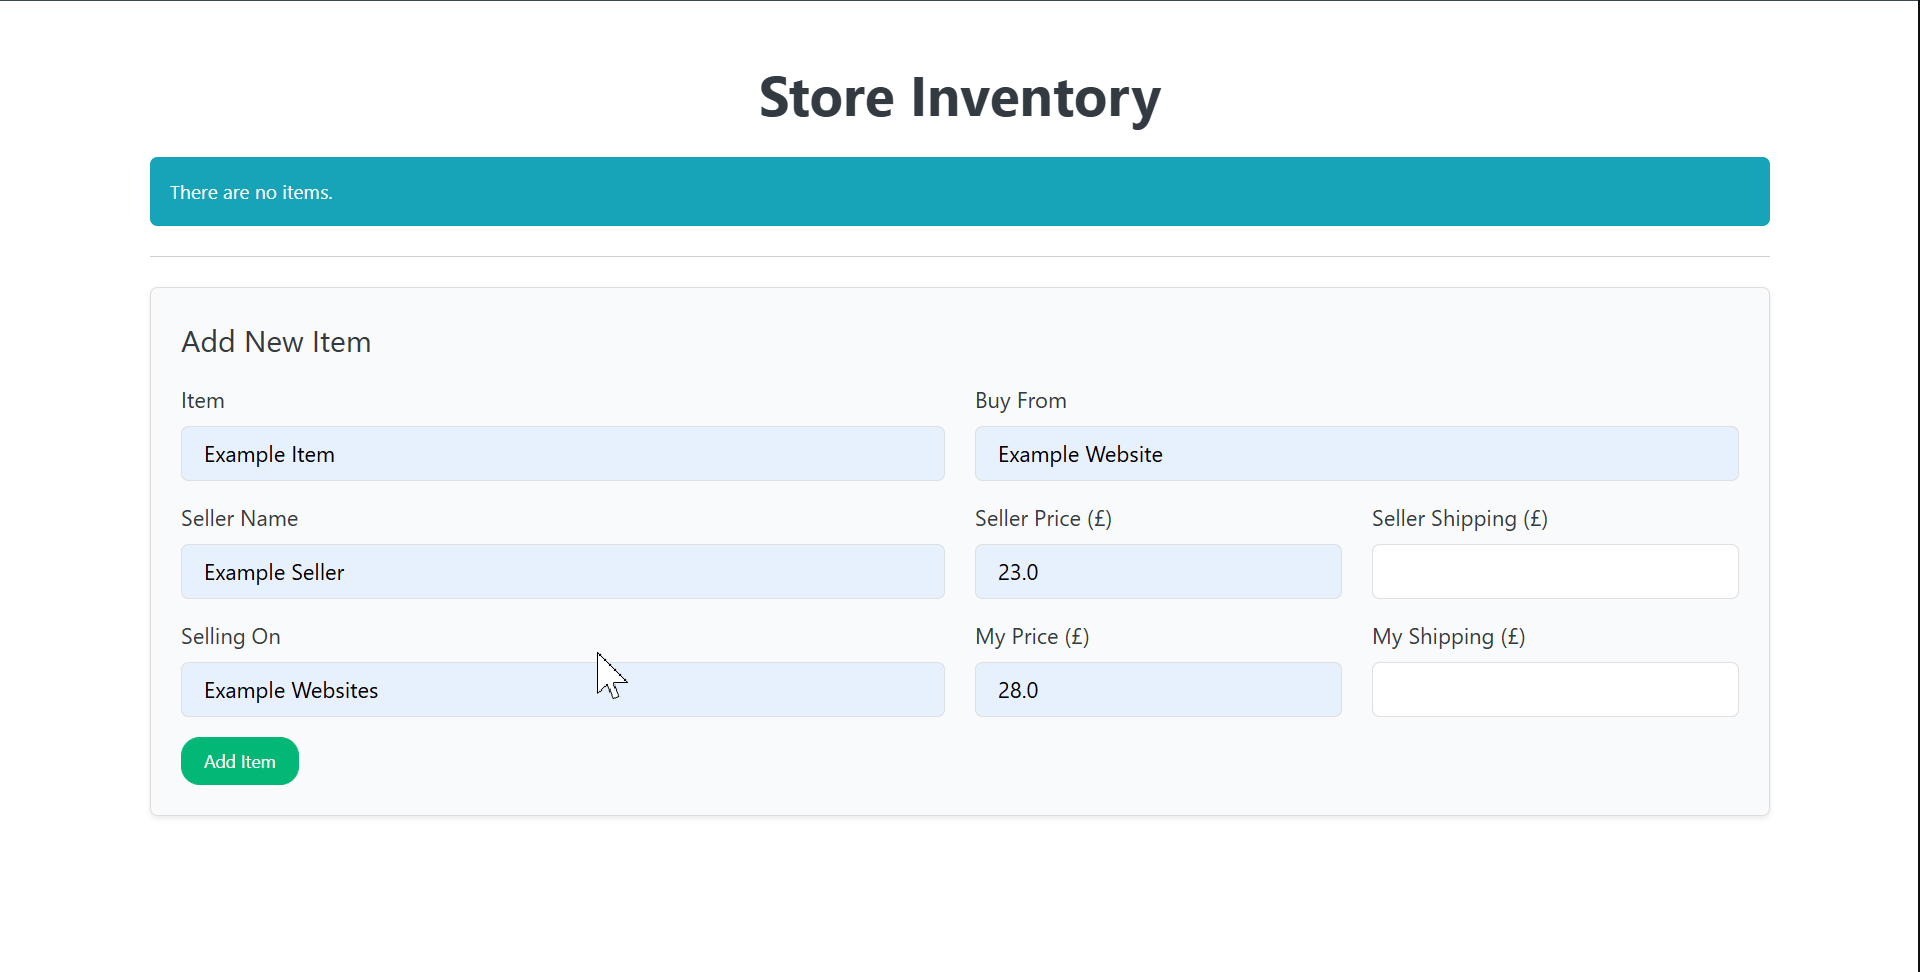 Store Inventory
There are no items.
Add New Item
Item
Buy From
Example Item
Example Website
Seller Name
Seller Price (£)
Seller Shipping (£)
Example Seller
23.0
Selling On
My Price (£)
My Shipping (£)
Example Websites
28.0
Add Item